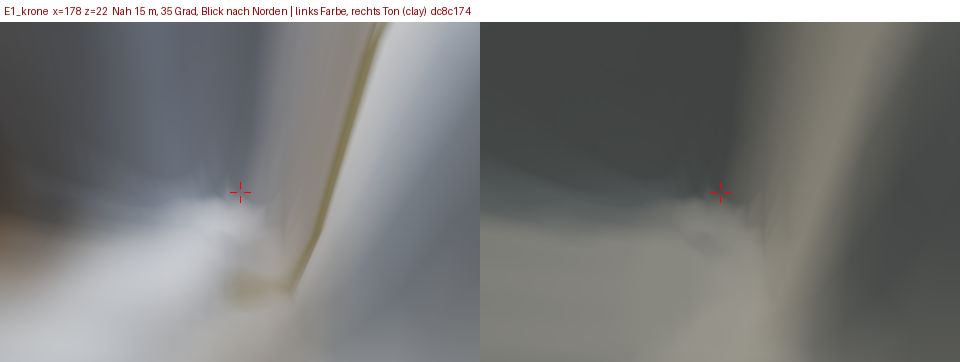 E1_krone x=178 z=22 Nah 15 m, 35 Grad, Blick nach Norden | links Farbe, rechts Ton (clay) dc8c174